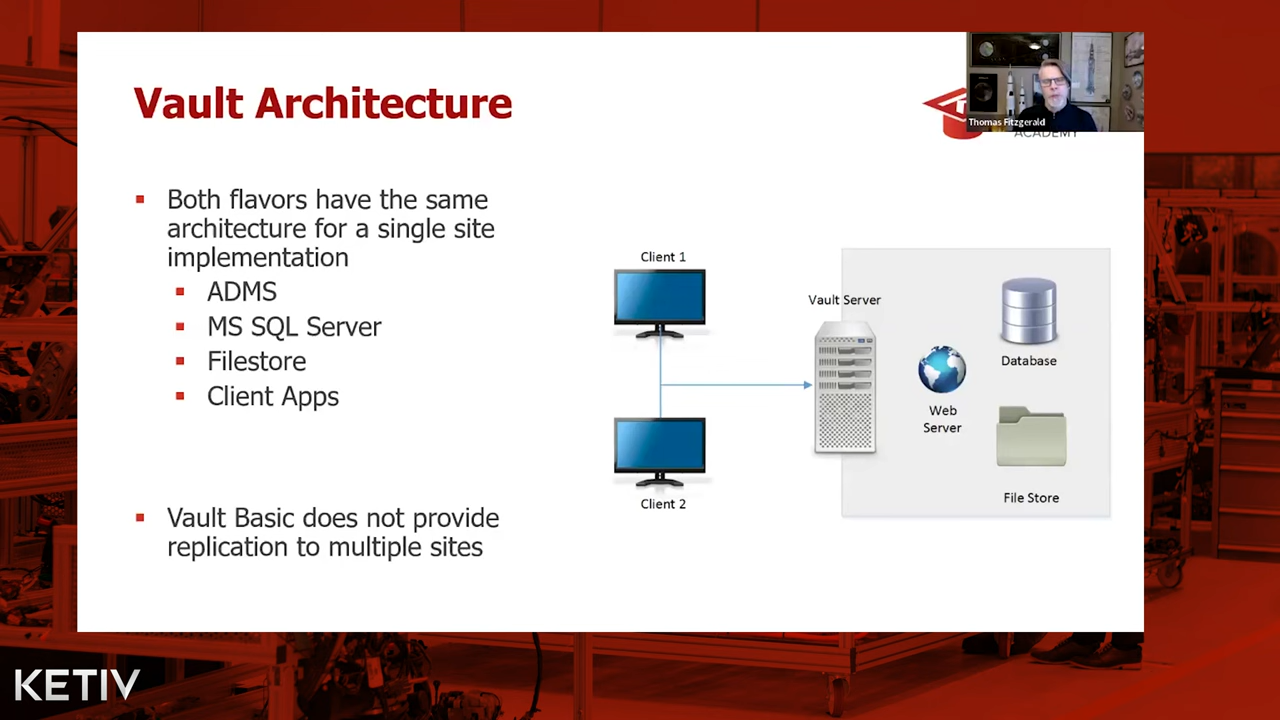 Vault Architecture
Thomas Fitzgerald
ACADEMY
Both flavors have the same
architecture for a single site
implementation
ADMS
MS SQL Server
Filestore
Client Apps
Vault Basic does not provide
replication to multiple sites
Client 1
Client 2
Vault Server
Web
Server
Database
File Store
KETIV